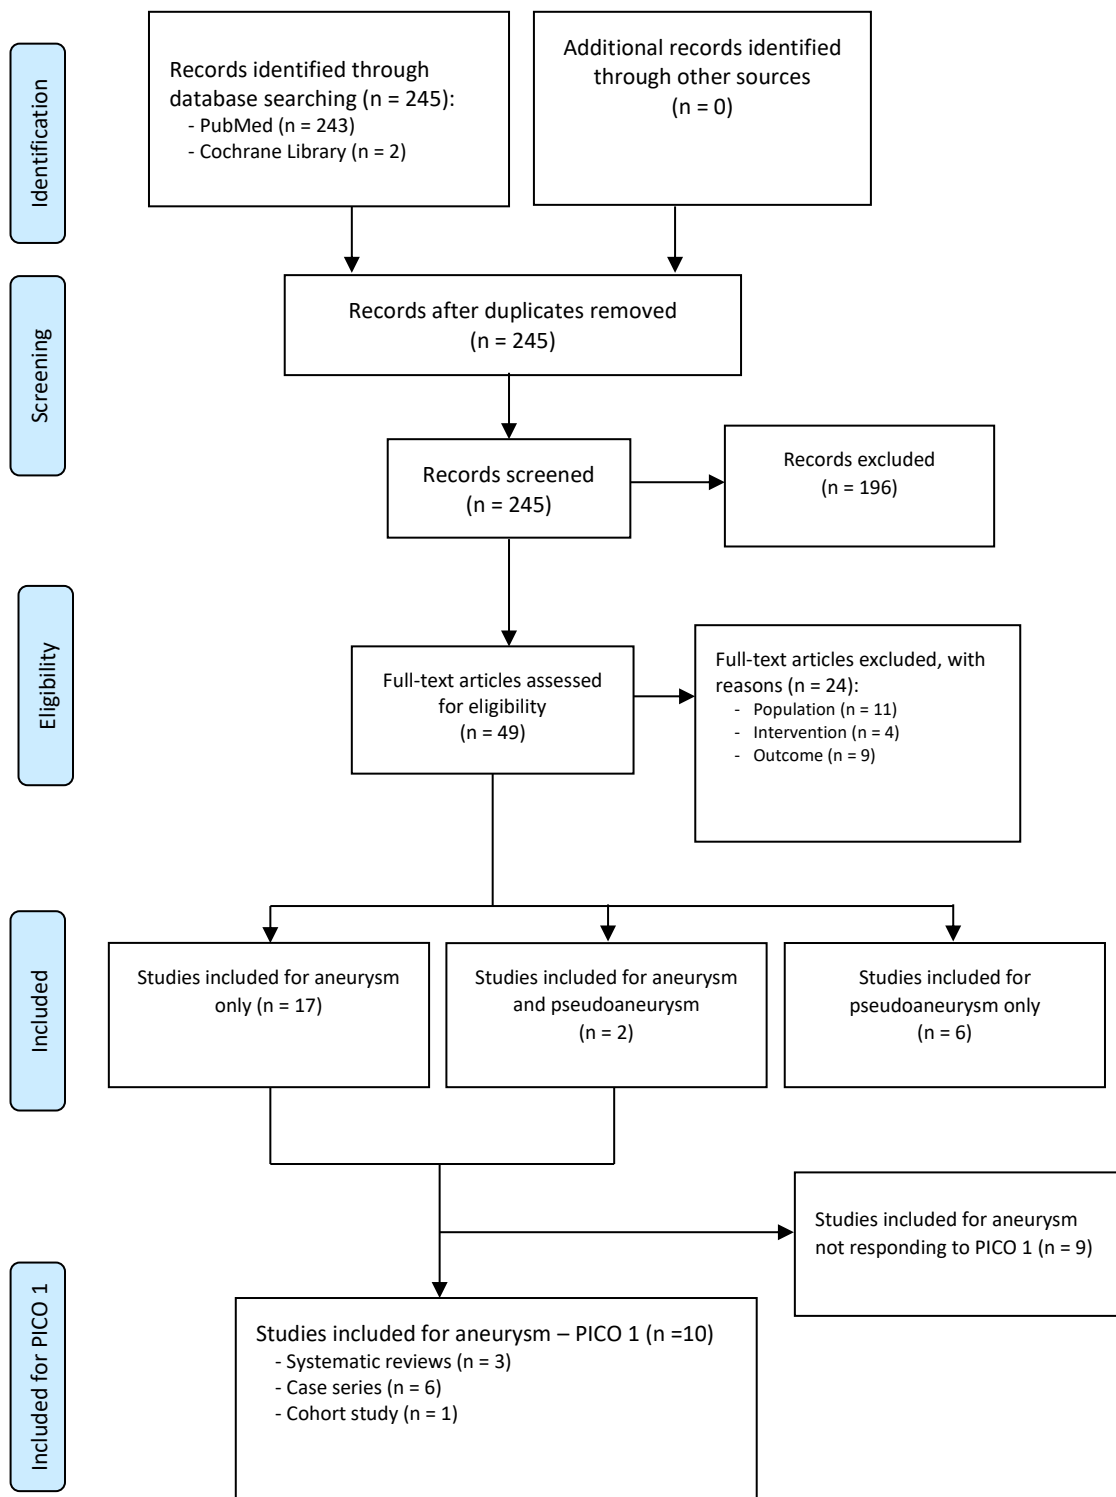 Identification
Records identified through
database searching (n = 245):
- PubMed (n = 243)
- Cochrane Library (n = 2)
Additional records identified
through other sources
(n = 0)
Screening
Records after duplicates removed
(n = 245)
Records screened
(n = 245)
Records excluded
(n = 196)
Eligibility
Full-text articles assessed
for eligibility
(n = 49)
Full-text articles excluded, with
reasons (n = 24):
- Population (n = 11)
- Intervention (n = 4)
- Outcome (n = 9)
Included
Studies included for aneurysm
only (n = 17)
Studies included for aneurysm
and pseudoaneurysm
(n = 2)
Studies included for
pseudoaneurysm only
(n = 6)
Studies included for aneurysm
not responding to PICO 1 (n = 9)
Included for PICO 1
Studies included for aneurysm – PICO 1 (n =10)
- Systematic reviews (n = 3)
- Case series (n = 6)
- Cohort study (n = 1)